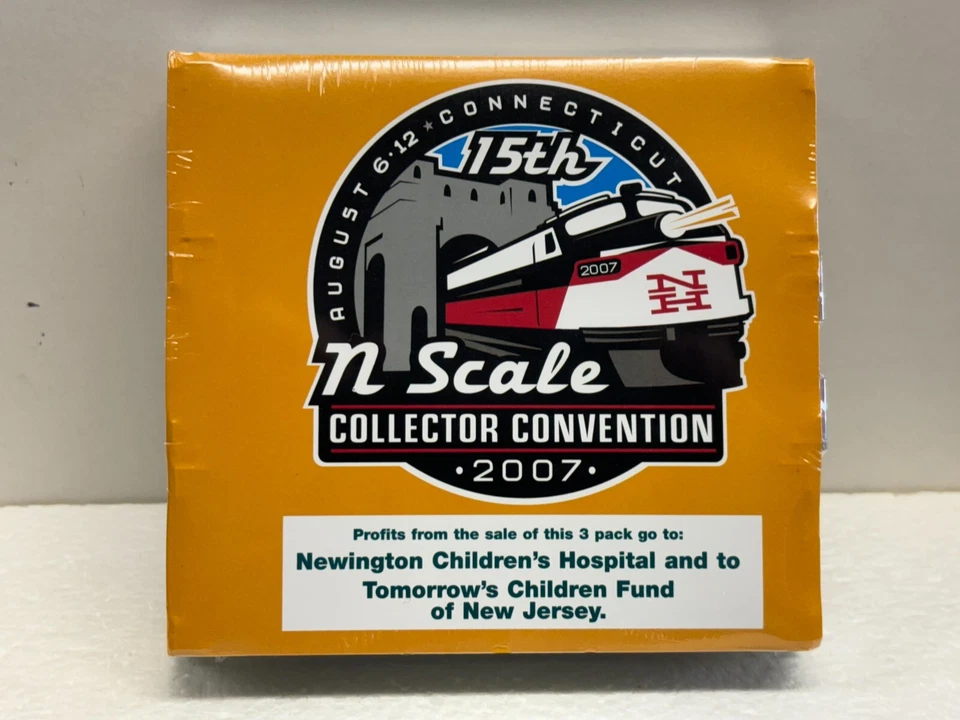 AUGUST 6·12 ★ CONNECTICUT
15th
2007
NH
N Scale
COLLECTOR CONVENTION
·2007·
Profits from the sale of this 3 pack go to:
Newington Children's Hospital and to
Tomorrow's Children Fund
of New Jersey.